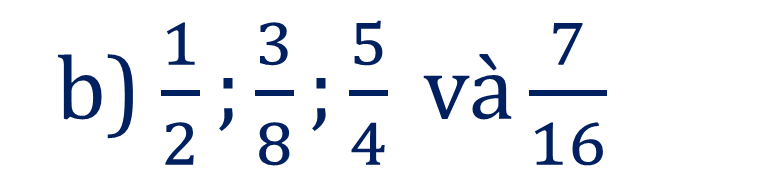 b) 1/2 ; 3/8 ; 5/4 và 7/16